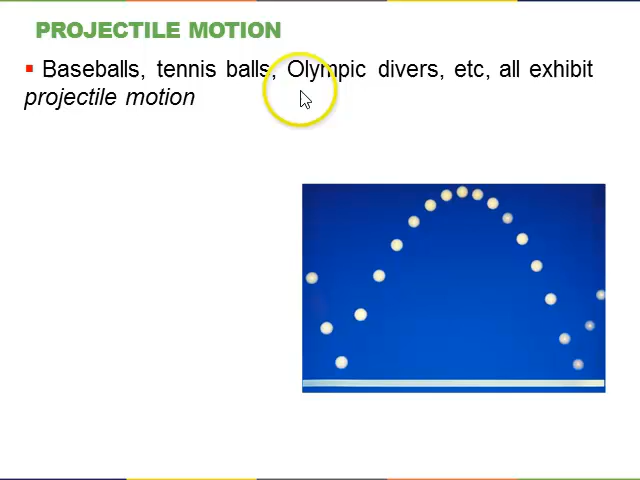 PROJECTILE MOTION
Baseballs, tennis balls, Olympic divers, etc, all exhibit
projectile motion